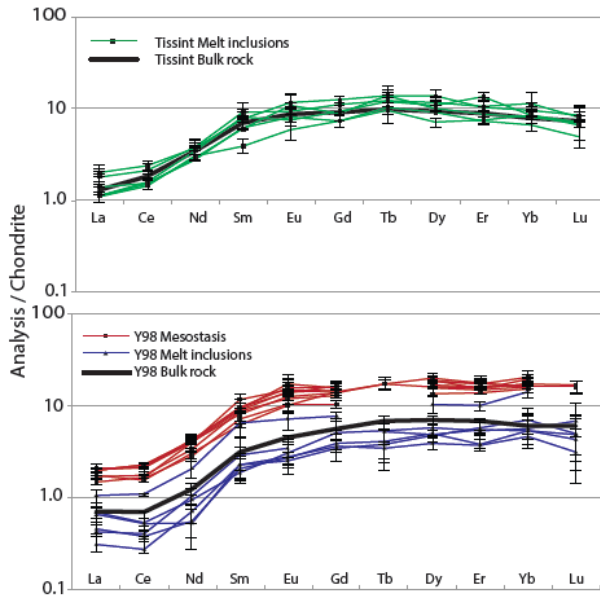 Analysis / Chondrite
100
Tissint Melt inclusions
Tissint Bulk rock
10
1.0
La Ce Nd Sm Eu Gd Tb Dy Er Yb Lu
0.1
100
Y98 Mesostasis
Y98 Melt inclusions
Y98 Bulk rock
10
1.0
0.1
La Ce Nd Sm Eu Gd Tb Dy Er Yb Lu